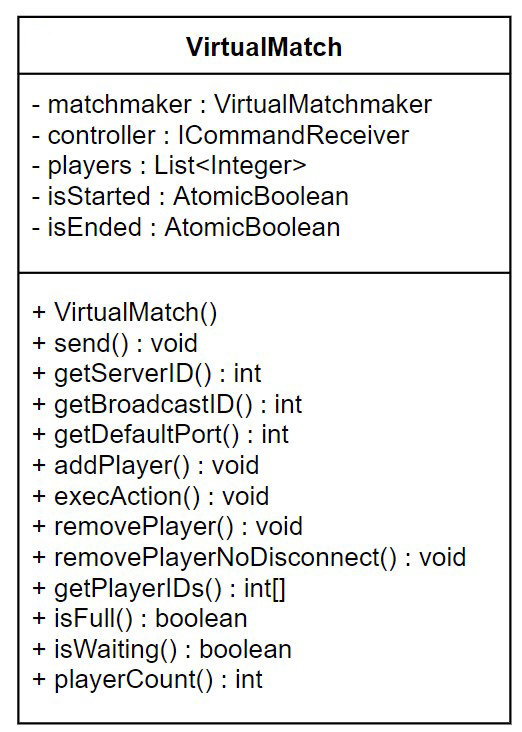 VirtualMatch
- matchmaker : VirtualMatchmaker
- controller : ICommandReceiver
- players : List<Integer>
- isStarted : AtomicBoolean
- isEnded : AtomicBoolean
+ VirtualMatch()
+ send() : void
+ getServerID() : int
+ getBroadcastID() : int
+ getDefaultPort() : int
+ addPlayer() : void
+ execAction() : void
+ removePlayer() : void
+ removePlayerNoDisconnect() : void
+ getPlayerIDs() : int[]
+ isFull() : boolean
+ isWaiting() : boolean
+ playerCount() : int